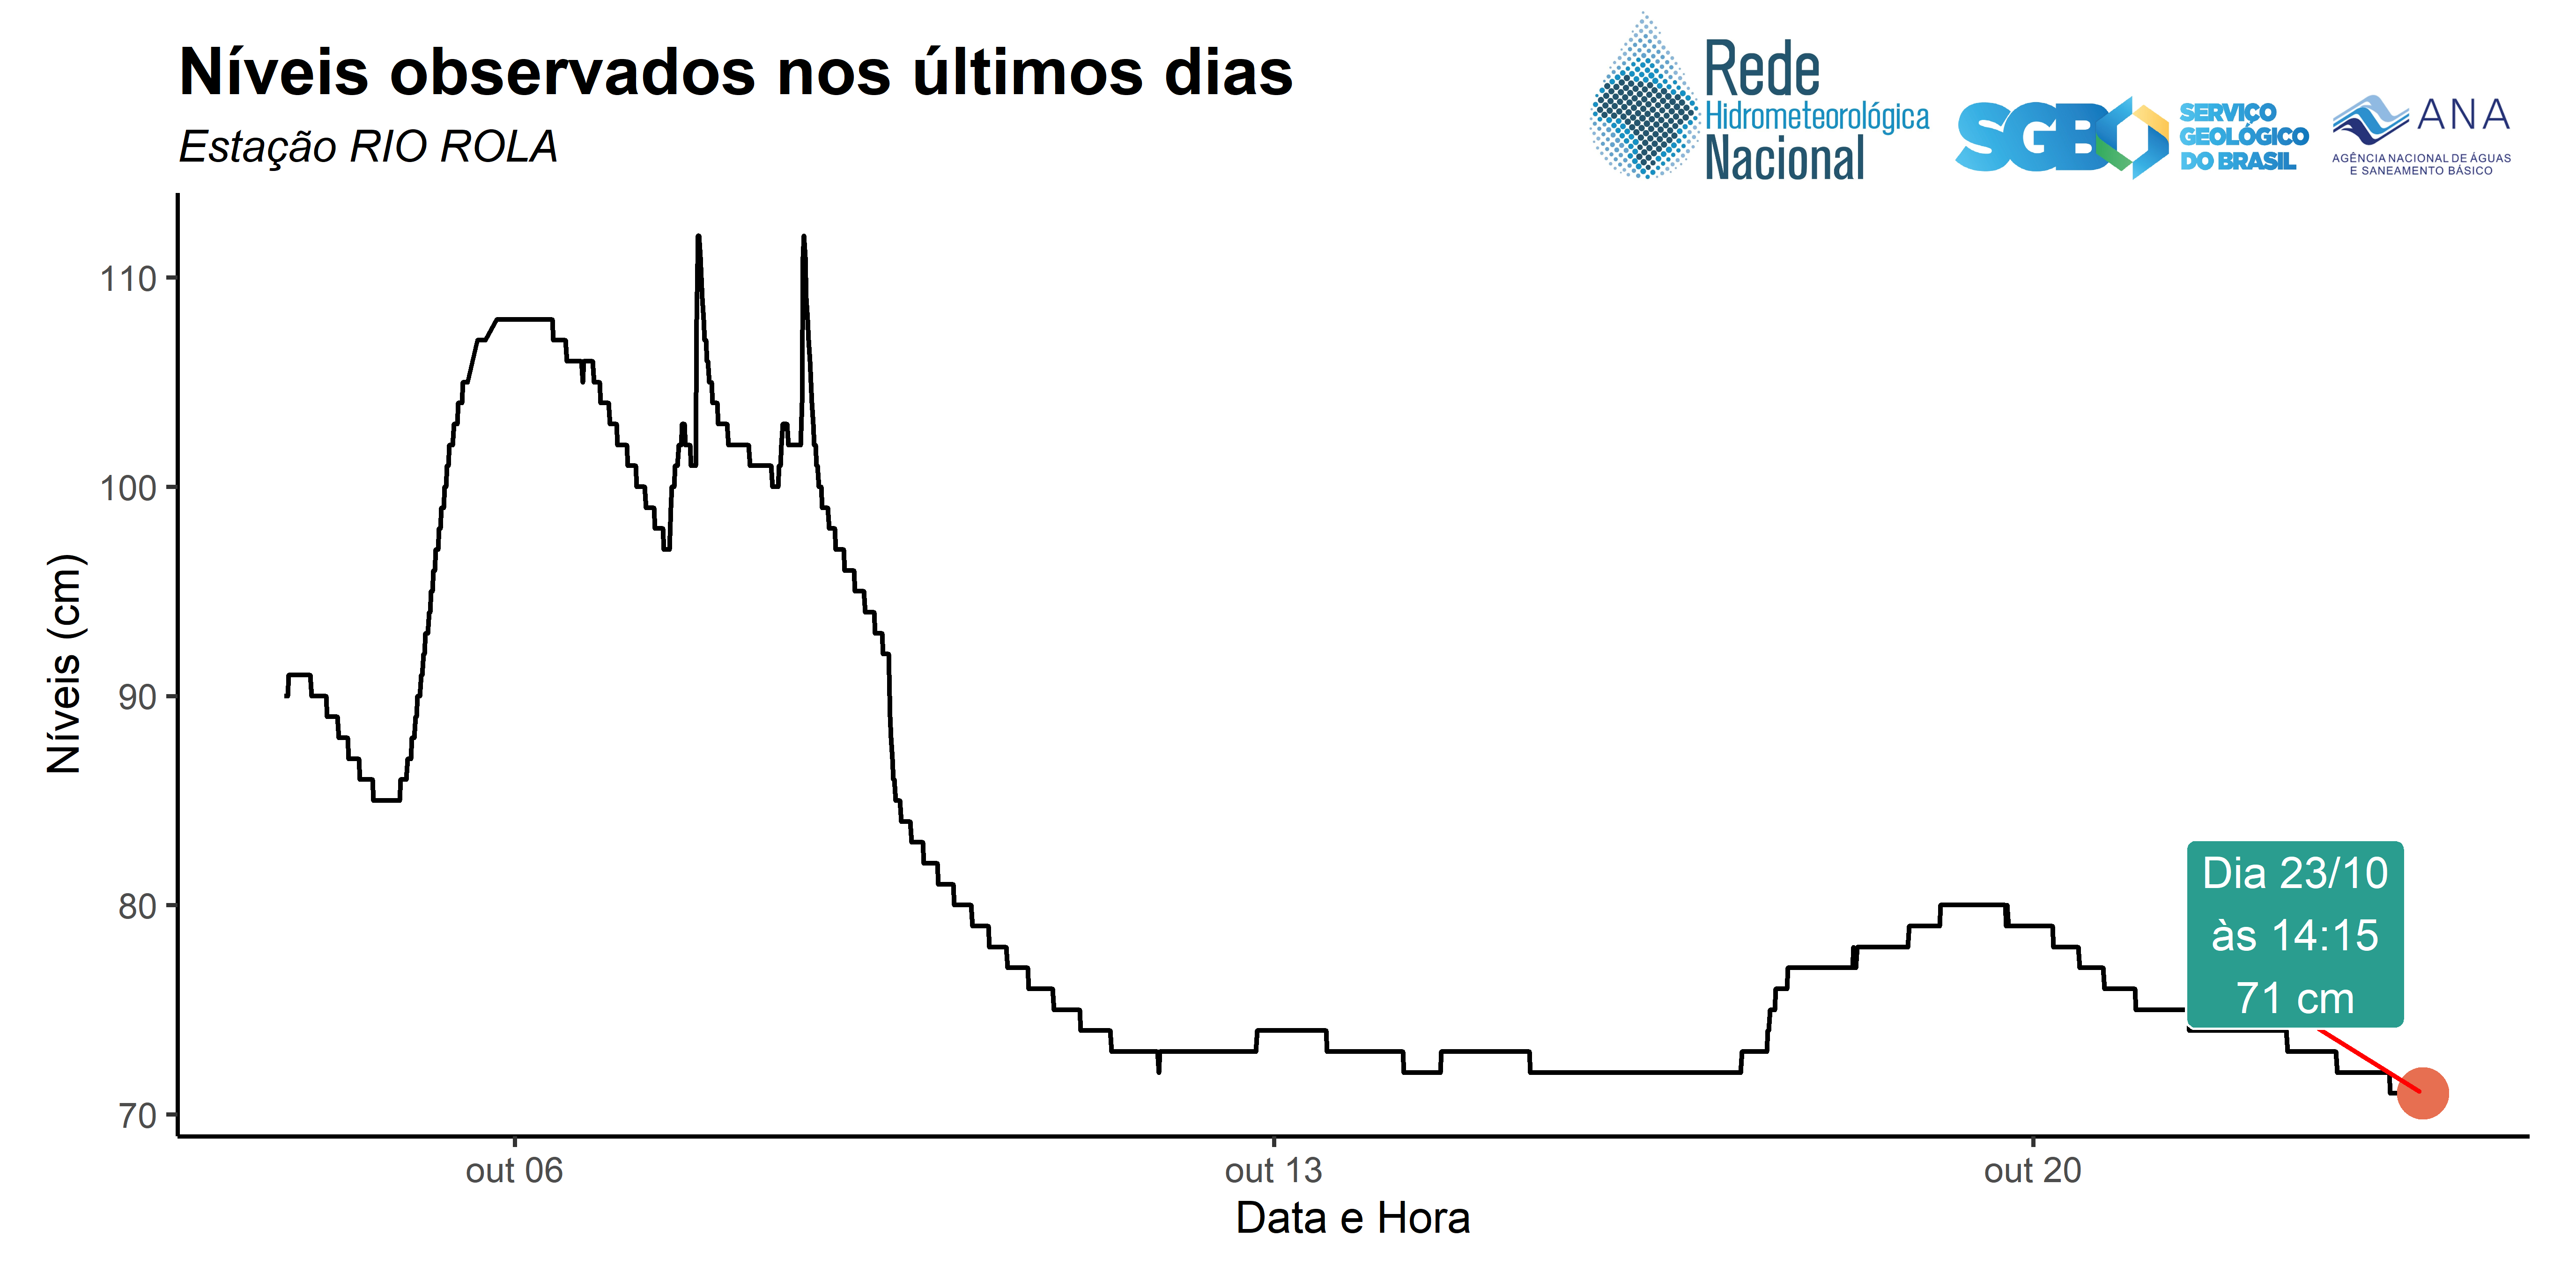 Níveis observados nos últimos dias
Estação RIO ROLA
Rede
Hidrometeorológica
Nacional
SGB
SERVIÇO
GEOLÓGICO
DO BRASIL
ANA
AGÊNCIA NACIONAL DE ÁGUAS
E SANEAMENTO BÁSICO
Níveis (cm)
110
100
90
80
70
Dia 23/10
às 14:15
71 cm
out 06
out 13
out 20
Data e Hora